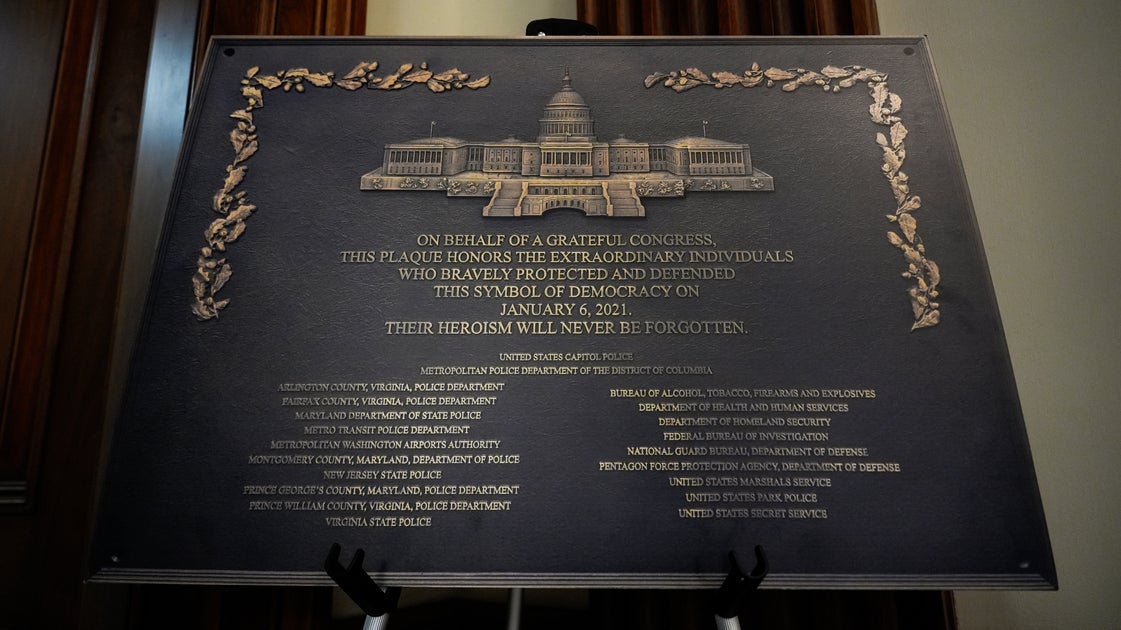 ON BEHALF OF A GRATEFUL CONGRESS,
THIS PLAQUE HONORS THE EXTRAORDINARY INDIVIDUALS
WHO BRAVELY PROTECTED AND DEFENDED
THIS SYMBOL OF DEMOCRACY ON
JANUARY 6, 2021.
THEIR HEROISM WILL NEVER BE FORGOTTEN.
UNITED STATES CAPITOL POLICE
METROPOLITAN POLICE DEPARTMENT OF THE DISTRICT OF COLUMBIA
ARLINGTON COUNTY, VIRGINIA, POLICE DEPARTMENT
FAIRFAX COUNTY, VIRGINIA, POLICE DEPARTMENT
MARYLAND DEPARTMENT OF STATE POLICE
METRO TRANSIT POLICE DEPARTMENT
METROPOLITAN WASHINGTON AIRPORTS AUTHORITY
MONTGOMERY COUNTY, MARYLAND, DEPARTMENT OF POLICE
NEW JERSEY STATE POLICE
PRINCE GEORGE'S COUNTY, MARYLAND, POLICE DEPARTMENT
PRINCE WILLIAM COUNTY, VIRGINIA, POLICE DEPARTMENT
VIRGINIA STATE POLICE
BUREAU OF ALCOHOL, TOBACCO, FIREARMS AND EXPLOSIVES
DEPARTMENT OF HEALTH AND HUMAN SERVICES
DEPARTMENT OF HOMELAND SECURITY
FEDERAL BUREAU OF INVESTIGATION
NATIONAL GUARD BUREAU, DEPARTMENT OF DEFENSE
PENTAGON FORCE PROTECTION AGENCY, DEPARTMENT OF DEFENSE
UNITED STATES MARSHALS SERVICE
UNITED STATES PARK POLICE
UNITED STATES SECRET SERVICE